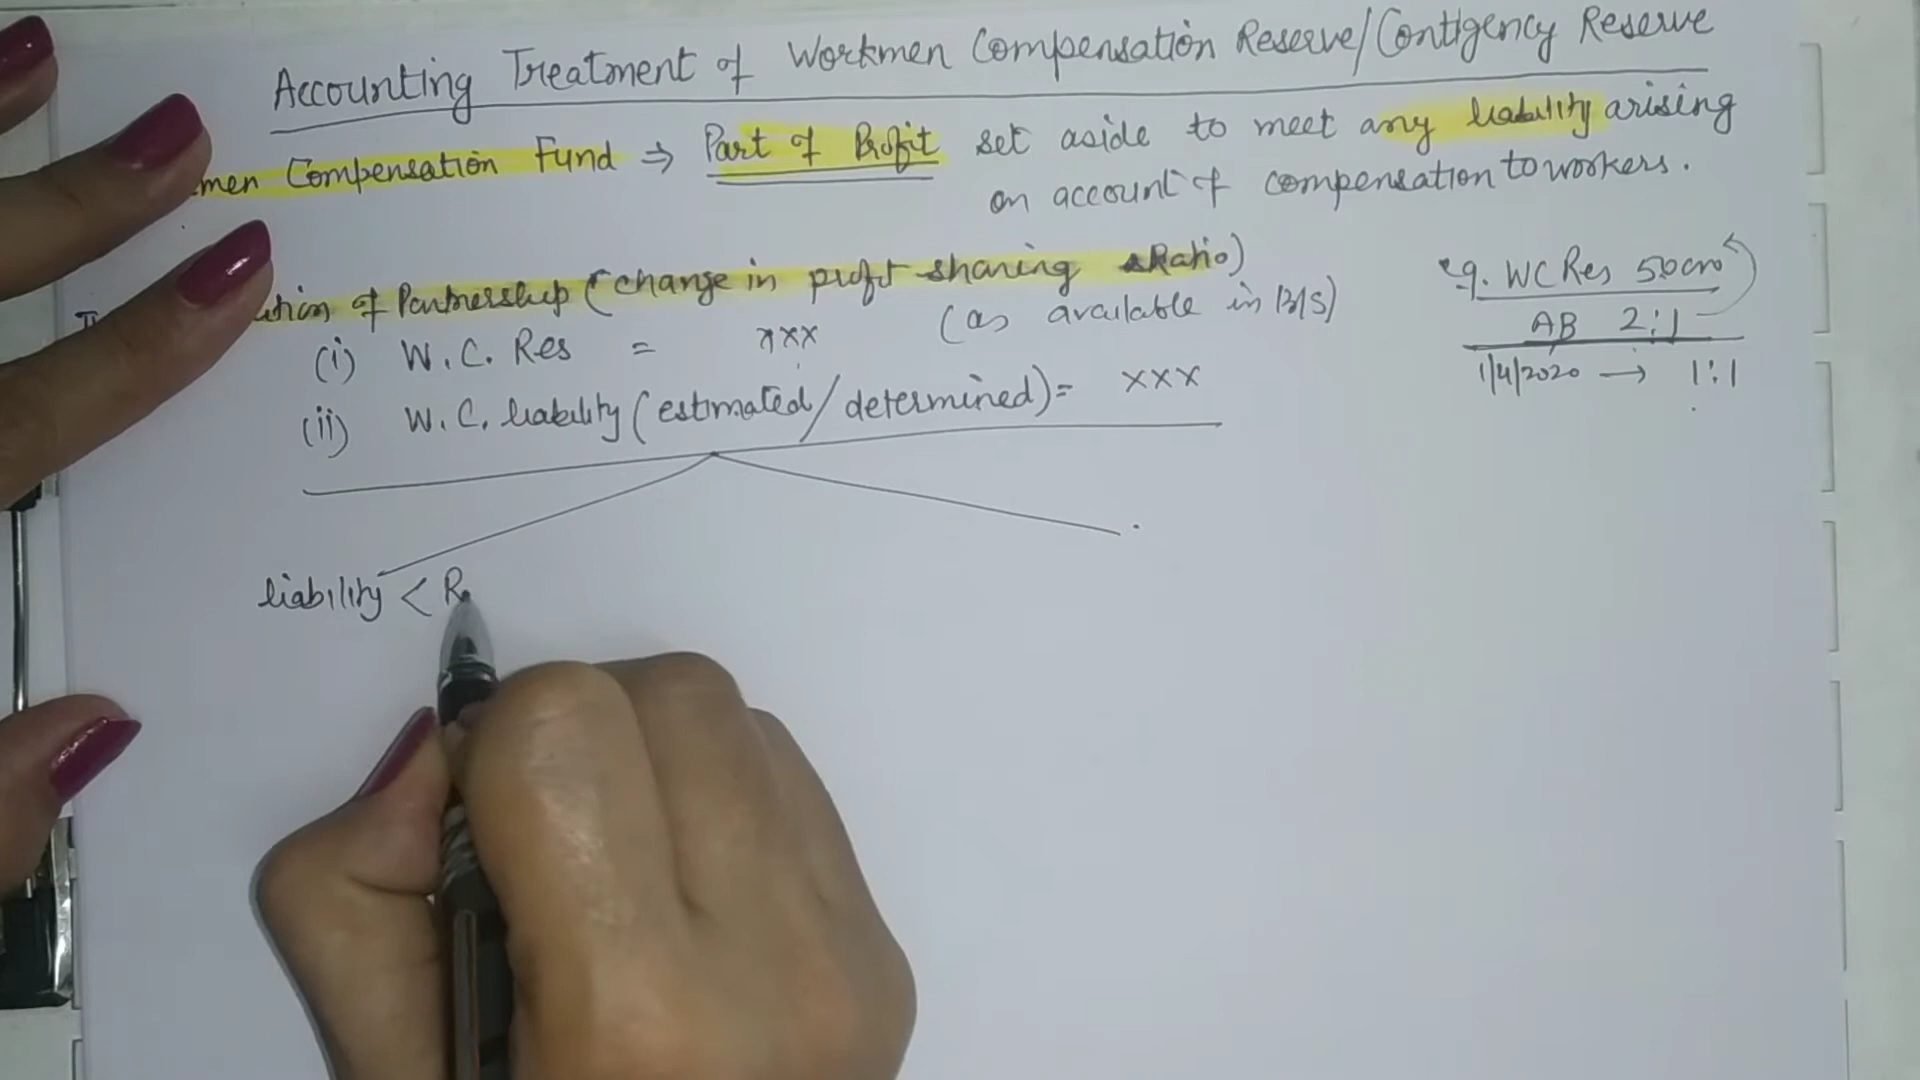 Accounting Treatment of Workmen Compensation Reserve/Contigency Reserve
men Compensation Fund ⇒ Part of Profit set aside to meet any liability arising
on account of compensation to workers.
of Partnership (change in profit sharing Ratio)
(i) W.C. Res = xxx (as available in B/S)
(ii) W.C. liability (estimated/determined) = xxx
eg. WC Res
AB 2:1
1/4/2020 → 1:1
liability < R